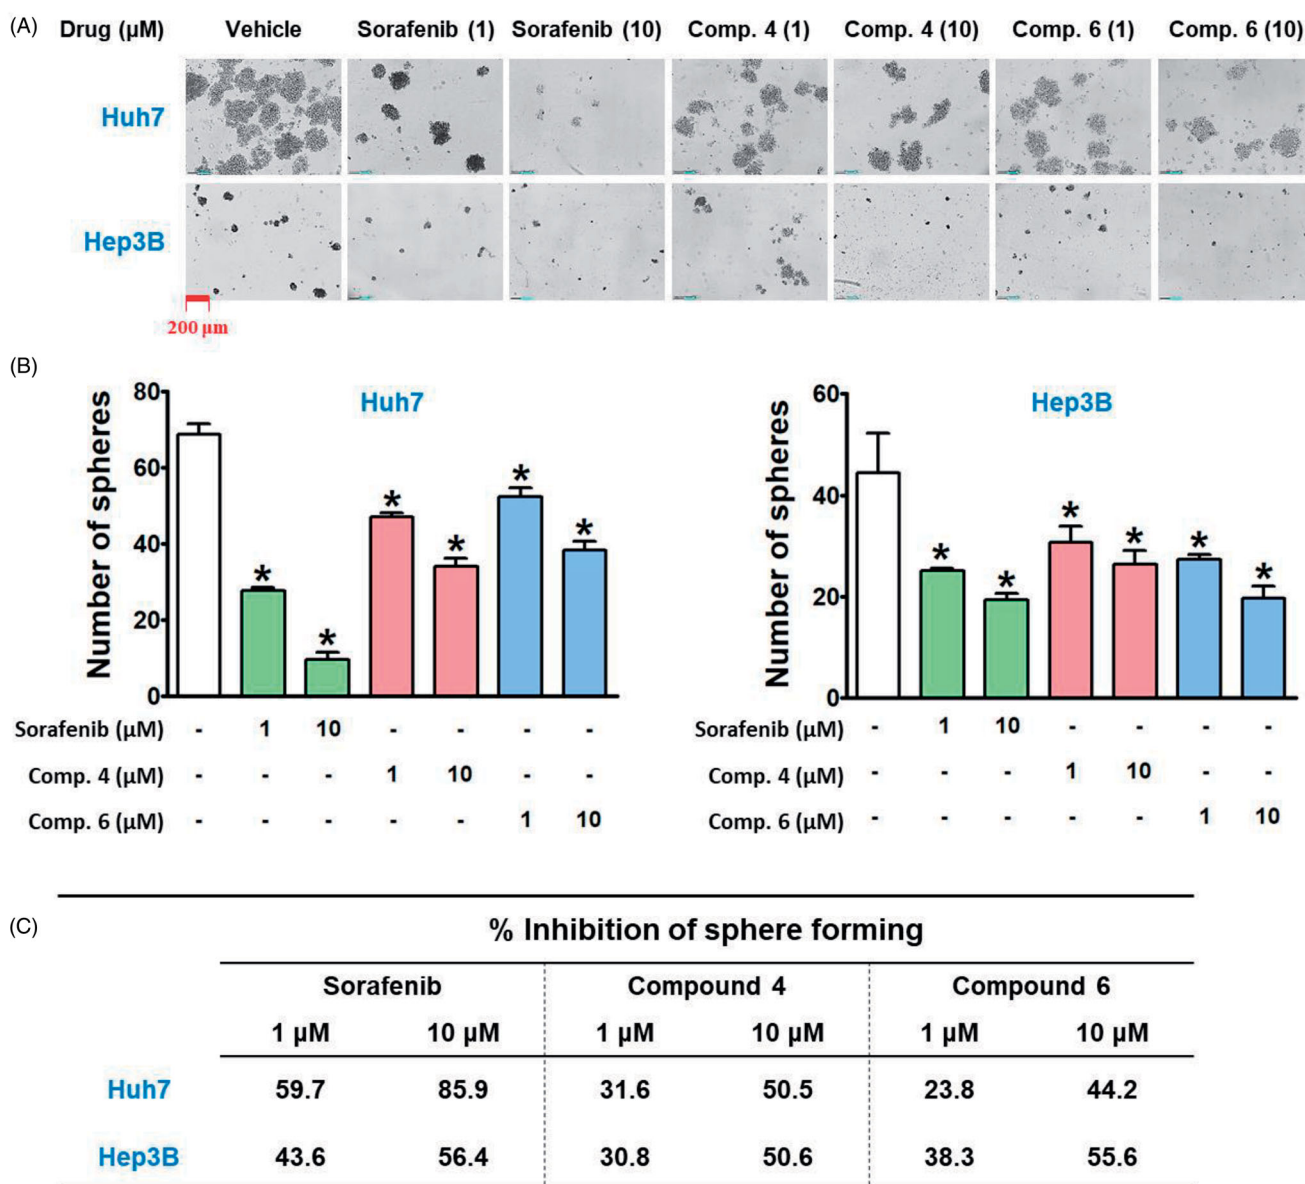 (A) Drug (µM) Vehicle Sorafenib (1) Sorafenib (10) Comp. 4 (1) Comp. 4 (10) Comp. 6 (1) Comp. 6 (10)
Huh7
Hep3B
200 µm
(B)
Huh7
Number of spheres
80
60
40
20
0
* * * * * *
Sorafenib (µM) - 1 10 - - - -
Comp. 4 (µM) - - - 1 10 - -
Comp. 6 (µM) - - - - - 1 10
Hep3B
Number of spheres
60
40
20
0
* * * * * *
Sorafenib (µM) - 1 10 - - - -
Comp. 4 (µM) - - - 1 10 - -
Comp. 6 (µM) - - - - - 1 10
(C)
% Inhibition of sphere forming
Sorafenib Compound 4 Compound 6
1 µM 10 µM 1 µM 10 µM 1 µM 10 µM
Huh7 59.7 85.9 31.6 50.5 23.8 44.2
Hep3B 43.6 56.4 30.8 50.6 38.3 55.6